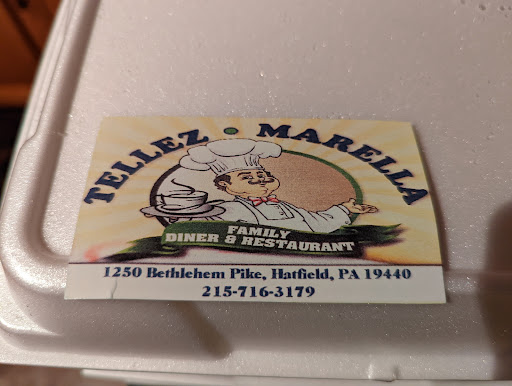 TELLEZ • MARELLA
FAMILY
DINER & RESTAURANT
1250 Bethlehem Pike, Hatfield, PA 19440
215-716-3179